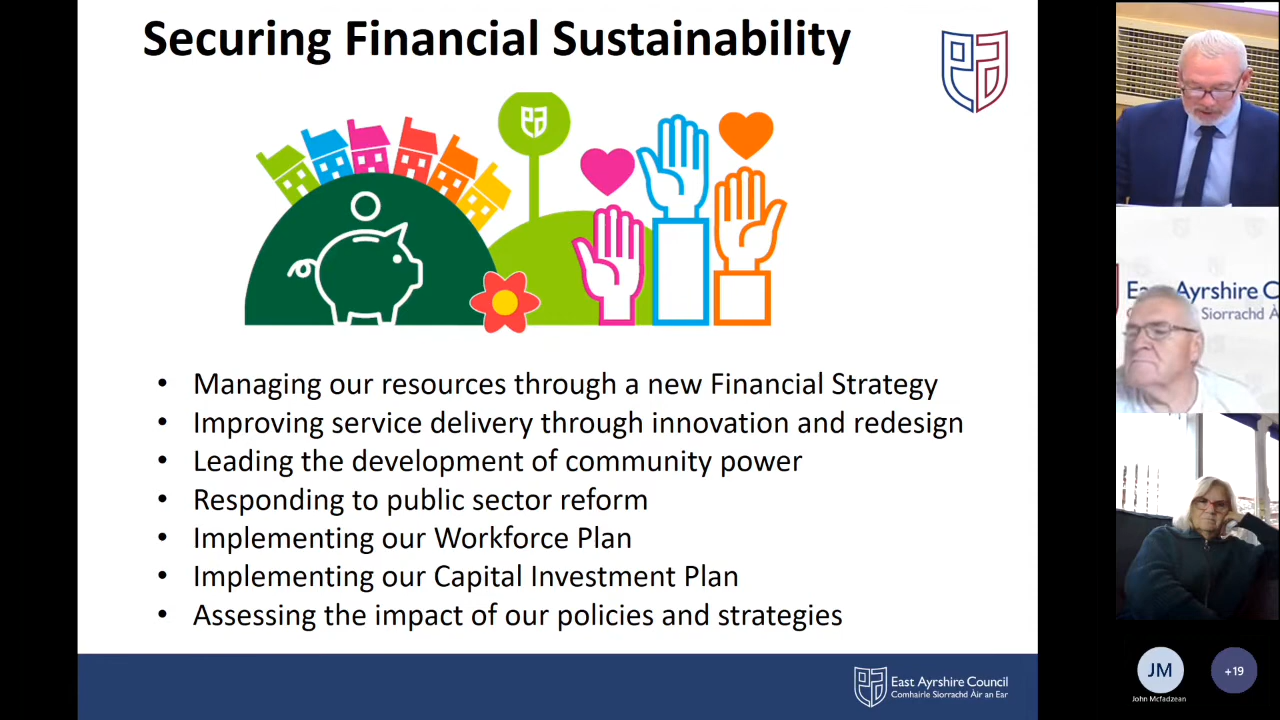 Securing Financial Sustainability
• Managing our resources through a new Financial Strategy
• Improving service delivery through innovation and redesign
• Leading the development of community power
• Responding to public sector reform
• Implementing our Workforce Plan
• Implementing our Capital Investment Plan
• Assessing the impact of our policies and strategies
East Ayrshire Council
Comhairle Siorrachd Àir an Ear
Ayrshire C
Siorrachd
JM
+19
John Mcfadzean